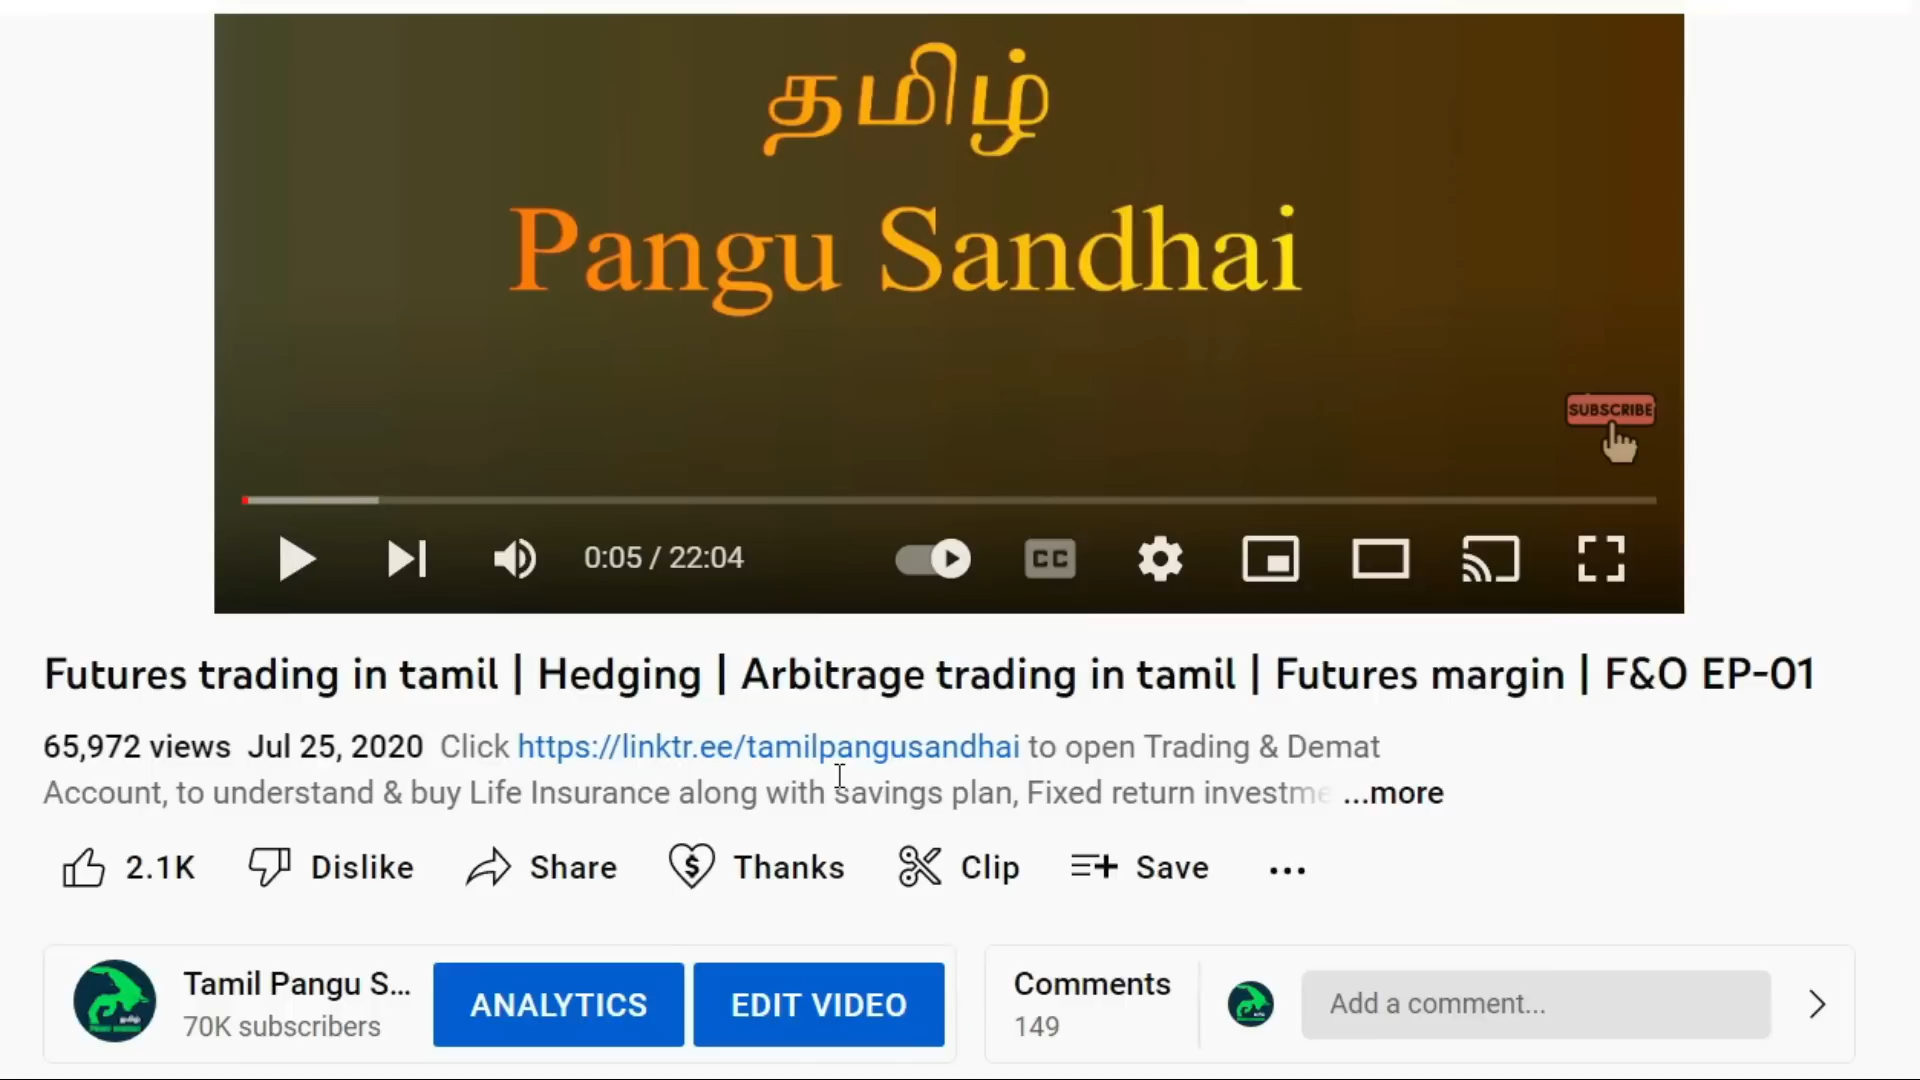 தமிழ்
Pangu Sandhai
SUBSCRIBE
0:05 / 22:04
CC
Futures trading in tamil | Hedging | Arbitrage trading in tamil | Futures margin | F&O EP-01
65,972 views Jul 25, 2020 Click https://linktr.ee/tamilpangusandhai to open Trading & Demat
Account, to understand & buy Life Insurance along with savings plan, Fixed return investme ...more
2.1K Dislike Share Thanks Clip Save ...
Tamil Pangu S...
70K subscribers
ANALYTICS
EDIT VIDEO
Comments
149
Add a comment...